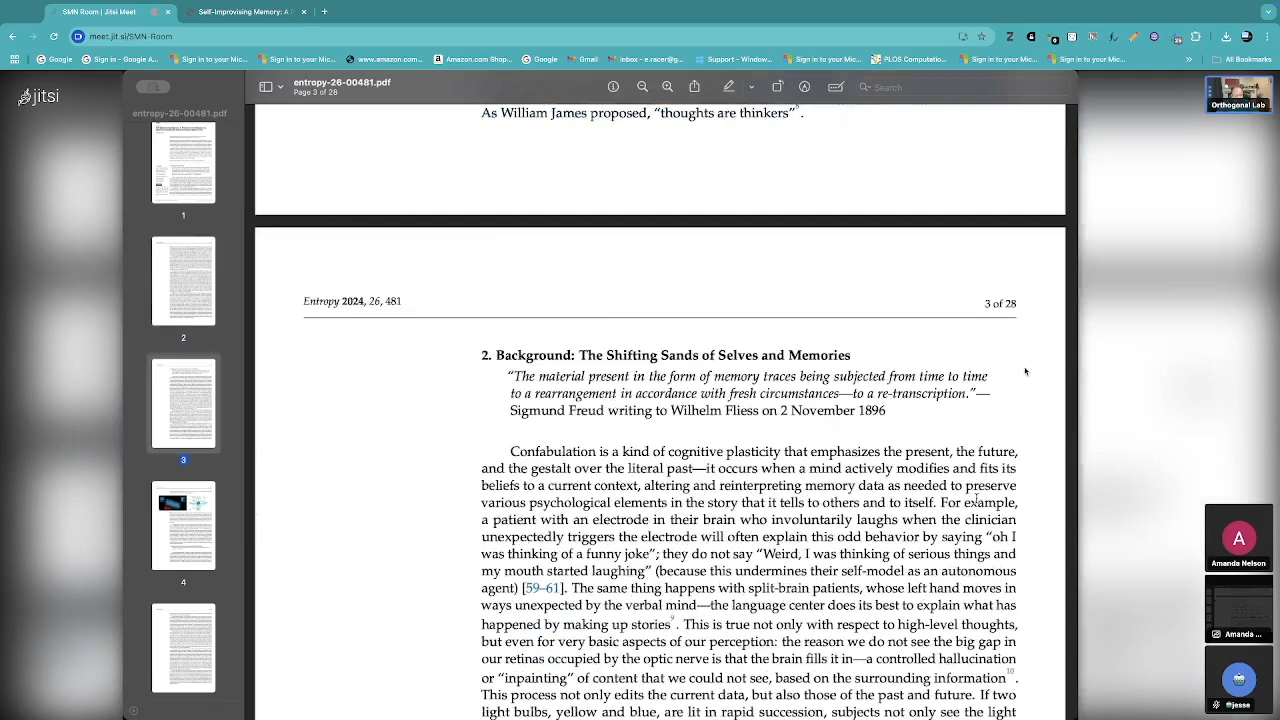 SMN Room | Jitsi Meet
Self-Improvising Memory: A P
meet.jit.si/SMN-Room
Google
Sign in - Google A...
Sign in to your Mic...
Sign in to your Mic...
www.amazon.com...
Amazon.com Shop...
Google
Gmail
Inbox - e.racer@g...
Support - Window...
Sign in to your Mic...
PLOS Computatio...
Sign in to your Mic...
All Bookmarks
Jitsi
entropy-26-00481.pdf
Page 3 of 28
Search
entropy-26-00481.pdf
1
2
3
4
As William James proposed, “thoughts are thinkers”8.
Entropy 2024, 26, 481
3 of 28
2. Background: The Shifting Sands of Selves and Memories
“The material present in the form of memory traces being subjected from time to time
to a rearrangement in accordance with fresh circumstances—to a re-transcription.”—
Sigmund Freud writing to Wilhelm Fliess on 2 November
Confabulation is a kind of cognitive plasticity that emphasizes the present, the future,
and the gestalt over the literal past—it occurs when a mind actively modifies and fits its
beliefs to a current story, altering and reinterpreting memory data as needed to preserve
various psychological constraints in the story that it tells others and itself. For example,
a patient with an electrode in their brain who involuntarily laughs when the clinician
unexpectedly triggers the electrode will often explain this odd behavior by saying “oh I
was thinking of a funny joke”; they do not say “Weird, I was thinking of serious things and
my mouth started laughing” (because this undermines their self-model as an autonomous
agent) [59–61]. The same thing happens with split-brain patients, whose left hand moves in
ways unexpected by the verbal mind—the language center does its best to explain what has
happened by making up stories9. This is true not only with respect to high-level thoughts,
but even for very basic aspects of our perception: the reason we do not see the big gap in
our retinas occupied by the optic nerve is that the brain fills it in—a controlled hallucination
or “inpainting” of content that we could not see, based on the surrounding information10.
This process not only edits the current data, but also those of the past and future. If two
light bulbs, yellow and blue, are lit in rapid succession, subjects not only see the light
Orthogonal Lab
A
Amanda Nelson
Amanda ...
jesse